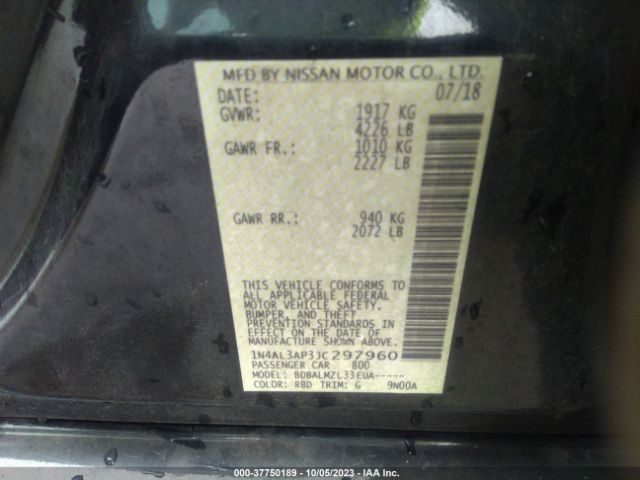 MFD BY NISSAN MOTOR CO., LTD.
DATE: 07/18
GVWR: 1917 KG
4226 LB
GAWR FR.: 1010 KG
2227 LB
GAWR RR.: 940 KG
2072 LB
THIS VEHICLE CONFORMS TO
ALL APPLICABLE FEDERAL
MOTOR VEHICLE SAFETY,
BUMPER, AND THEFT
PREVENTION STANDARDS IN
EFFECT ON THE DATE OF
MANUFACTURE SHOWN ABOVE.
1N4AL3AP3JC297960
PASSENGER CAR 800
MODEL: BDBALMZL33EUA-----
COLOR: RBD TRIM: G 9N00A
000-37750189 - 10/05/2023 - IAA Inc.